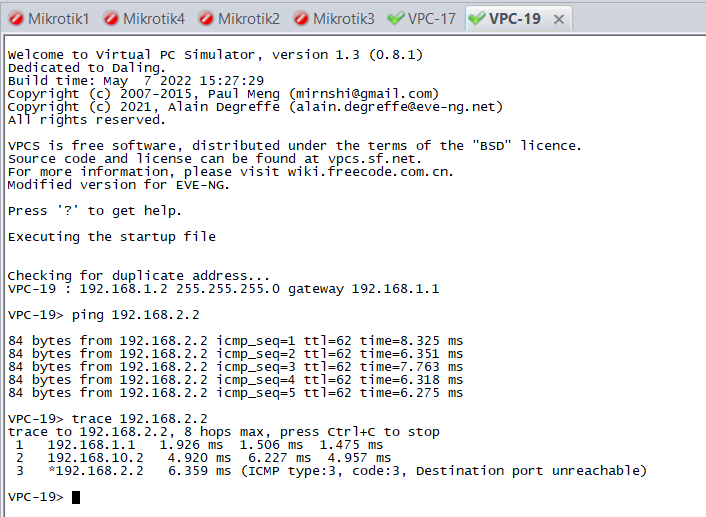 Mikrotik1 Mikrotik4 Mikrotik2 Mikrotik3 VPC-17 VPC-19
Welcome to Virtual PC Simulator, version 1.3 (0.8.1)
Dedicated to Daling.
Build time: May  7 2022 15:27:29
Copyright (c) 2007-2015, Paul Meng (mirnshi@gmail.com)
Copyright (c) 2021, Alain Degreffe (alain.degreffe@eve-ng.net)
All rights reserved.
VPCS is free software, distributed under the terms of the "BSD" licence.
Source code and license can be found at vpcs.sf.net.
For more information, please visit wiki.freecode.com.cn.
Modified version for EVE-NG.
Press '?' to get help.
Executing the startup file
Checking for duplicate address...
VPC-19 : 192.168.1.2 255.255.255.0 gateway 192.168.1.1
VPC-19> ping 192.168.2.2
84 bytes from 192.168.2.2 icmp_seq=1 ttl=62 time=8.325 ms
84 bytes from 192.168.2.2 icmp_seq=2 ttl=62 time=6.351 ms
84 bytes from 192.168.2.2 icmp_seq=3 ttl=62 time=7.763 ms
84 bytes from 192.168.2.2 icmp_seq=4 ttl=62 time=6.318 ms
84 bytes from 192.168.2.2 icmp_seq=5 ttl=62 time=6.275 ms
VPC-19> trace 192.168.2.2
trace to 192.168.2.2, 8 hops max, press Ctrl+C to stop
 1   192.168.1.1   1.926 ms  1.506 ms  1.475 ms
 2   192.168.10.2   4.920 ms  6.227 ms  4.957 ms
 3   *192.168.2.2   6.359 ms (ICMP type:3, code:3, Destination port unreachable)
VPC-19>